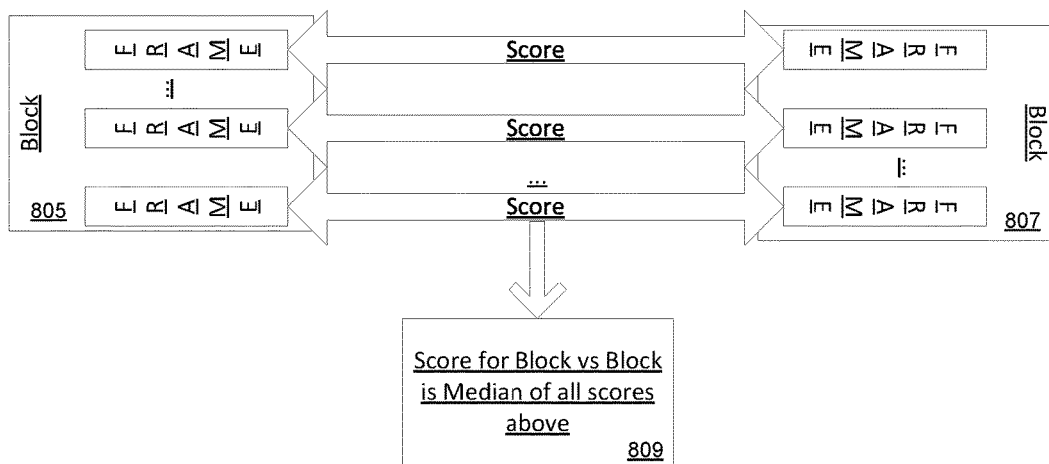 Block
805
FRAME
...
FRAME
FRAME
Score
Score
...
Score
FRAME
FRAME
...
FRAME
Block
807
Score for Block vs Block
is Median of all scores
above
809